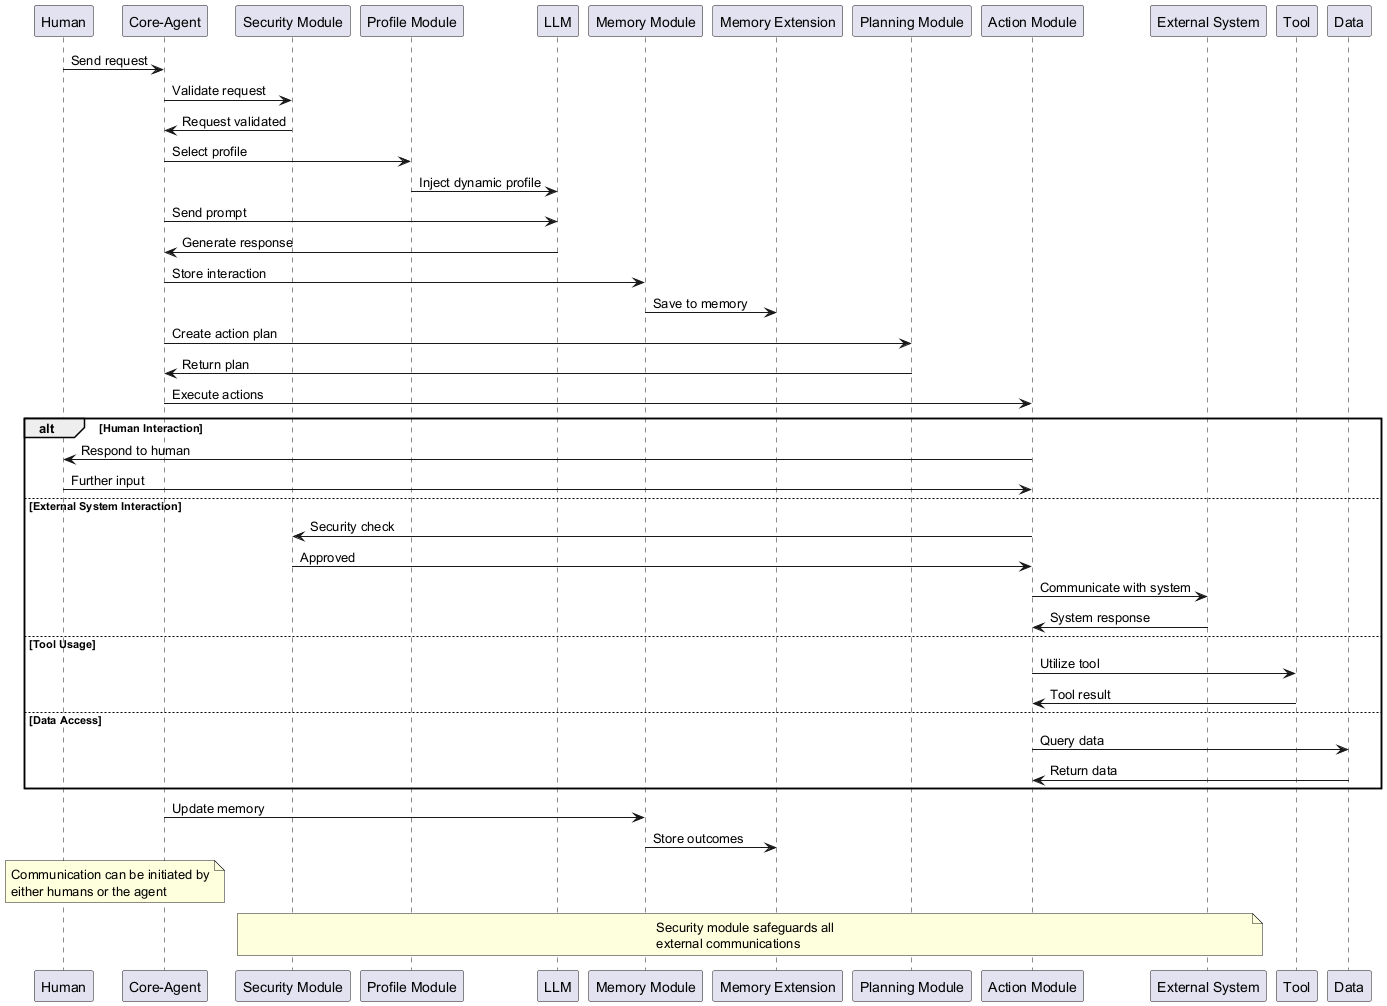 Human
Core-Agent
Security Module
Profile Module
LLM
Memory Module
Memory Extension
Planning Module
Action Module
External System
Tool
Data
Send request
Validate request
Request validated
Select profile
Inject dynamic profile
Send prompt
Generate response
Store interaction
Save to memory
Create action plan
Return plan
Execute actions
alt
[Human Interaction]
Respond to human
Further input
[External System Interaction]
Security check
Approved
Communicate with system
System response
[Tool Usage]
Utilize tool
Tool result
[Data Access]
Query data
Return data
Update memory
Store outcomes
Communication can be initiated by
either humans or the agent
Security module safeguards all
external communications
Human
Core-Agent
Security Module
Profile Module
LLM
Memory Module
Memory Extension
Planning Module
Action Module
External System
Tool
Data